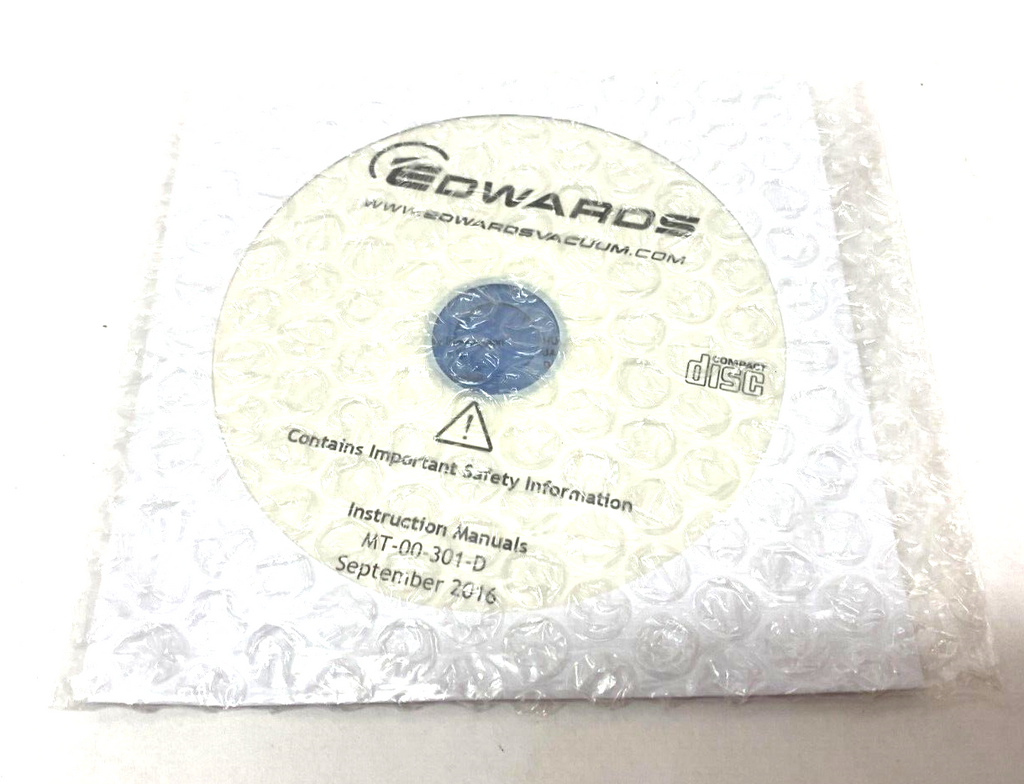 EDWARDS
WWW.EDWARDSVACUUM.COM
COMPACT
disc
Contains Important Safety Information
Instruction Manuals
MT-00-301-D
September 2016